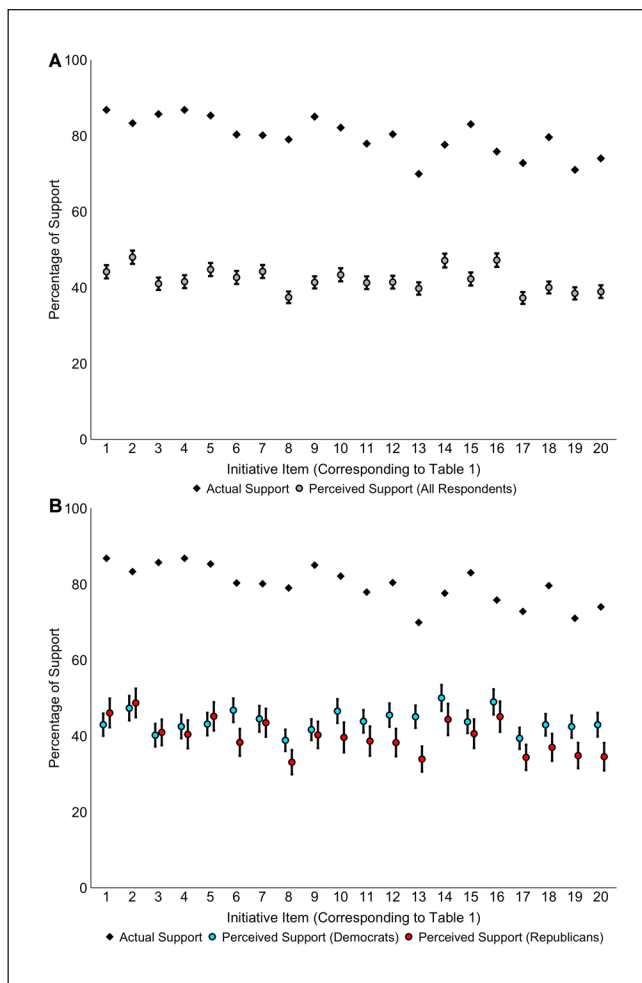 A
100
80
60
40
20
0
Percentage of Support
1 2 3 4 5 6 7 8 9 10 11 12 13 14 15 16 17 18 19 20
Initiative Item (Corresponding to Table 1)
Actual Support Perceived Support (All Respondents)
B
100
80
60
40
20
0
Percentage of Support
1 2 3 4 5 6 7 8 9 10 11 12 13 14 15 16 17 18 19 20
Initiative Item (Corresponding to Table 1)
Actual Support Perceived Support (Democrats) Perceived Support (Republicans)